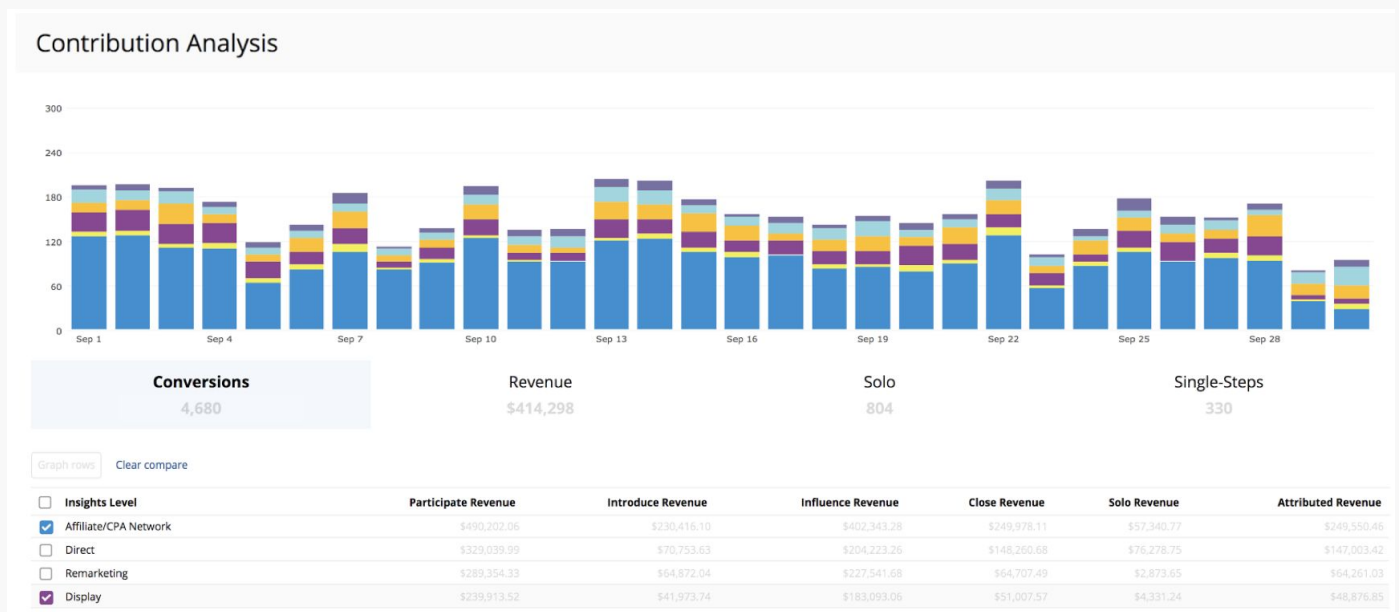 Contribution Analysis
300
240
180
120
60
0
Sep 1 Sep 4 Sep 7 Sep 10 Sep 13 Sep 16 Sep 19 Sep 22 Sep 25 Sep 28
Conversions Revenue Solo Single-Steps
4,680 $414,298 804 330
Graph rows Clear compare
Insights Level Participate Revenue Introduce Revenue Influence Revenue Close Revenue Solo Revenue Attributed Revenue
Affiliate/CPA Network $490,202.06 $230,416.10 $402,343.28 $249,978.11 $57,340.77 $249,550.46
Direct $329,039.99 $70,753.63 $204,223.26 $148,260.68 $76,278.75 $147,003.42
Remarketing $289,354.33 $64,872.04 $227,541.68 $64,707.49 $2,873.65 $64,261.03
Display $239,913.52 $41,973.74 $183,093.06 $51,007.57 $4,331.24 $48,876.85